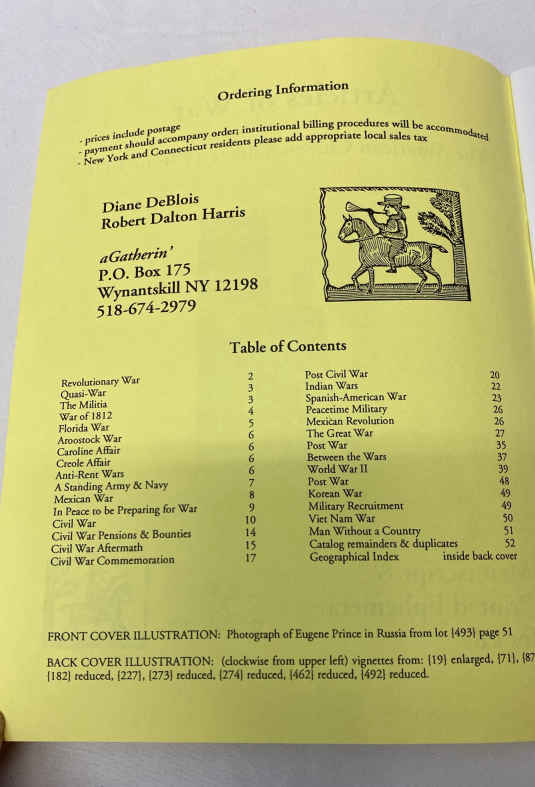 Ordering Information
- prices include postage
- payment should accompany order; institutional billing procedures will be accommodated
- New York and Connecticut residents please add appropriate local sales tax
Diane DeBlois
Robert Dalton Harris
aGatherin'
P.O. Box 175
Wynantskill NY 12198
518-674-2979
Table of Contents
Revolutionary War 2
Quasi-War 3
The Militia 3
War of 1812 4
Florida War 5
Aroostock War 6
Caroline Affair 6
Creole Affair 6
Anti-Rent Wars 6
A Standing Army & Navy 7
Mexican War 8
In Peace to be Preparing for War 9
Civil War 10
Civil War Pensions & Bounties 14
Civil War Aftermath 15
Civil War Commemoration 17
Post Civil War 20
Indian Wars 22
Spanish-American War 23
Peacetime Military 26
Mexican Revolution 26
The Great War 27
Post War 35
Between the Wars 37
World War II 39
Post War 48
Korean War 49
Military Recruitment 49
Viet Nam War 50
Man Without a Country 51
Catalog remainders & duplicates 52
Geographical Index inside back cover
FRONT COVER ILLUSTRATION: Photograph of Eugene Prince in Russia from lot {493} page 51
BACK COVER ILLUSTRATION: (clockwise from upper left) vignettes from: {19} enlarged, {71}, {87
{182} reduced, {227}, {273} reduced, {274} reduced, {462} reduced, {492} reduced.